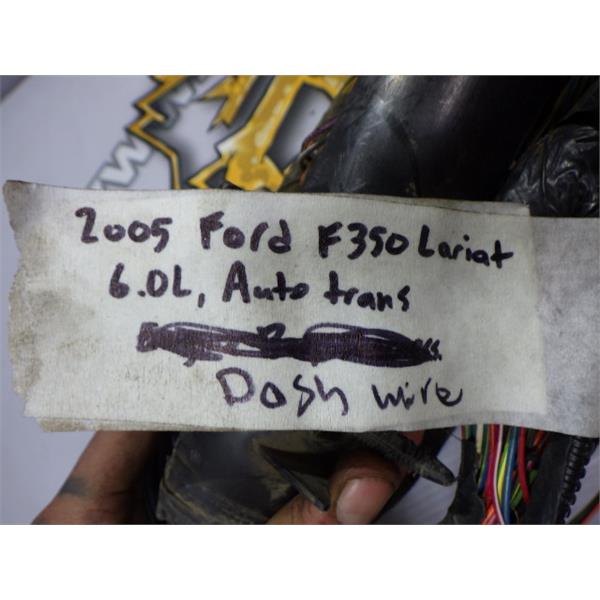 2005 Ford F350 Lariat
6.0L, Auto trans
Dash wire